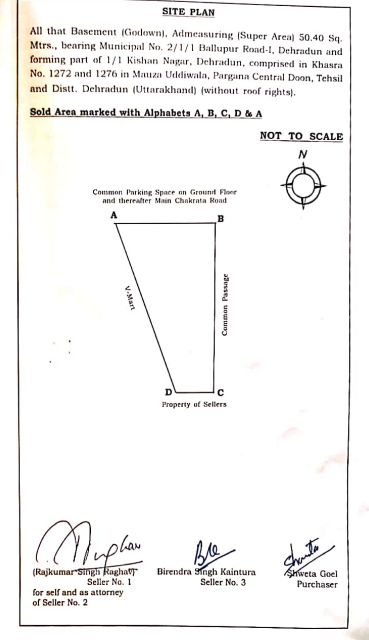 SITE PLAN
All that Basement (Godown), Admeasuring (Super Area) 50.40 Sq.
Mtrs., bearing Municipal No. 2/1/1 Ballupur Road-I, Dehradun and
forming part of 1/1 Kishan Nagar, Dehradun, comprised in Khasra
No. 1272 and 1276 in Mauza Uddiwala, Pargana Central Doon, Tehsil
and Distt. Dehradun (Uttarakhand) (without roof rights).
Sold Area marked with Alphabets A, B, C, D & A
NOT TO SCALE
N
Common Parking Space on Ground Floor
and thereafter Main Chakrata Road
A
B
V-Mart
Common Passage
D
C
Property of Sellers
(Rajkumar Singh Raghav)
Seller No. 1
for self and as attorney
of Seller No. 2
Birendra Singh Kaintura
Seller No. 3
Shweta Goel
Purchaser